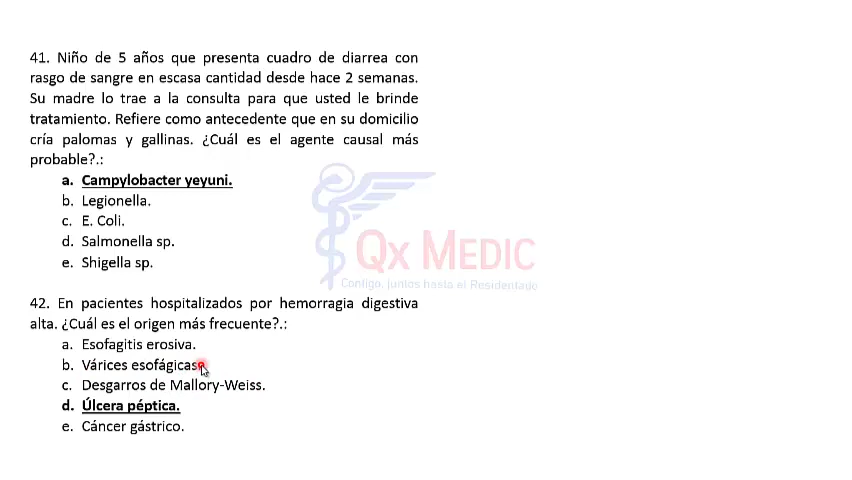 41. Niño de 5 años que presenta cuadro de diarrea con
rasgo de sangre en escasa cantidad desde hace 2 semanas.
Su madre lo trae a la consulta para que usted le brinde
tratamiento. Refiere como antecedente que en su domicilio
cría palomas y gallinas. ¿Cuál es el agente causal más
probable?.:
a. Campylobacter yeyuni.
b. Legionella.
c. E. Coli.
d. Salmonella sp.
e. Shigella sp.
QX MEDIC
Contigo, juntos hasta el Residentado
42. En pacientes hospitalizados por hemorragia digestiva
alta. ¿Cuál es el origen más frecuente?.:
a. Esofagitis erosiva.
b. Várices esofágicas.
c. Desgarros de Mallory-Weiss.
d. Úlcera péptica.
e. Cáncer gástrico.